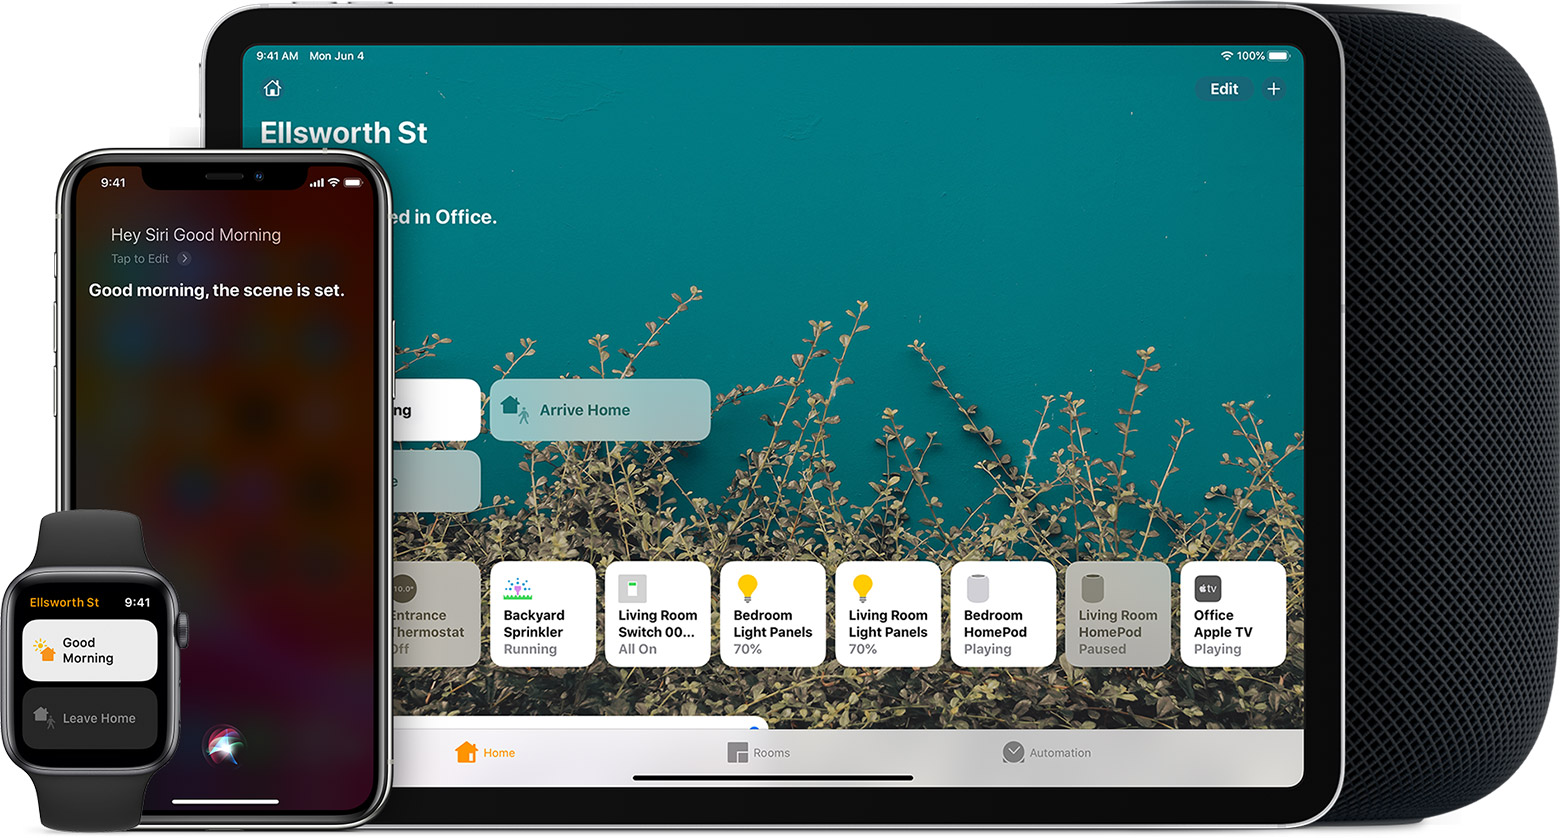 9:41 AM Mon Jun 4
100%
Edit
Ellsworth St
ed in Office.
ng
Arrive Home
e
10.0°
Entrance
Thermostat
Off
Backyard
Sprinkler
Running
Living Room
Switch 00...
All On
Bedroom
Light Panels
70%
Living Room
Light Panels
70%
Bedroom
HomePod
Playing
Living Room
HomePod
Paused
tv
Office
Apple TV
Playing
Home
Rooms
Automation
9:41
Hey Siri Good Morning
Tap to Edit
Good morning, the scene is set.
Ellsworth St 9:41
Good
Morning
Leave Home